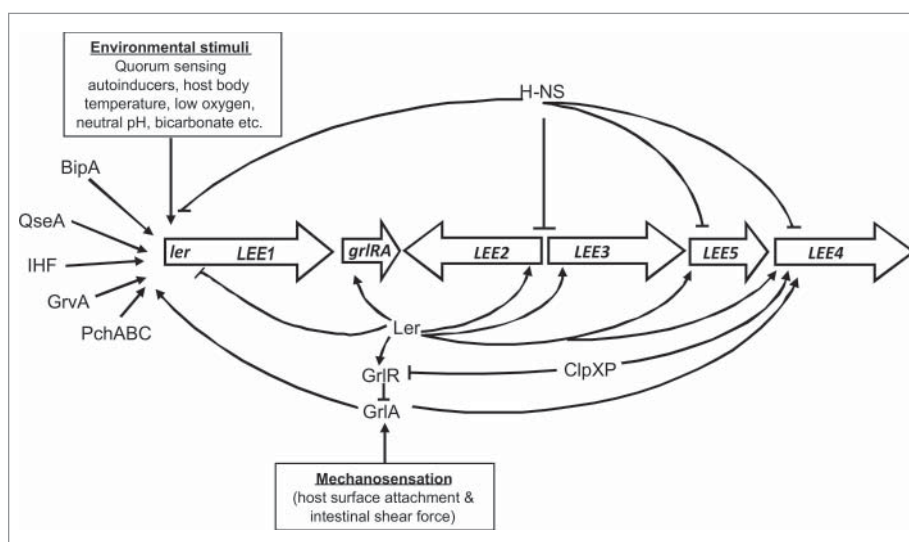 Environmental stimuli
Quorum sensing
autoinducers, host body
temperature, low oxygen,
neutral pH, bicarbonate etc.
H-NS
BipA
QseA
IHF
GrvA
PchABC
ler LEE1 grlRA LEE2 LEE3 LEE5 LEE4
Ler
GrlR
ClpXP
GrlA
Mechanosensation
(host surface attachment &
intestinal shear force)